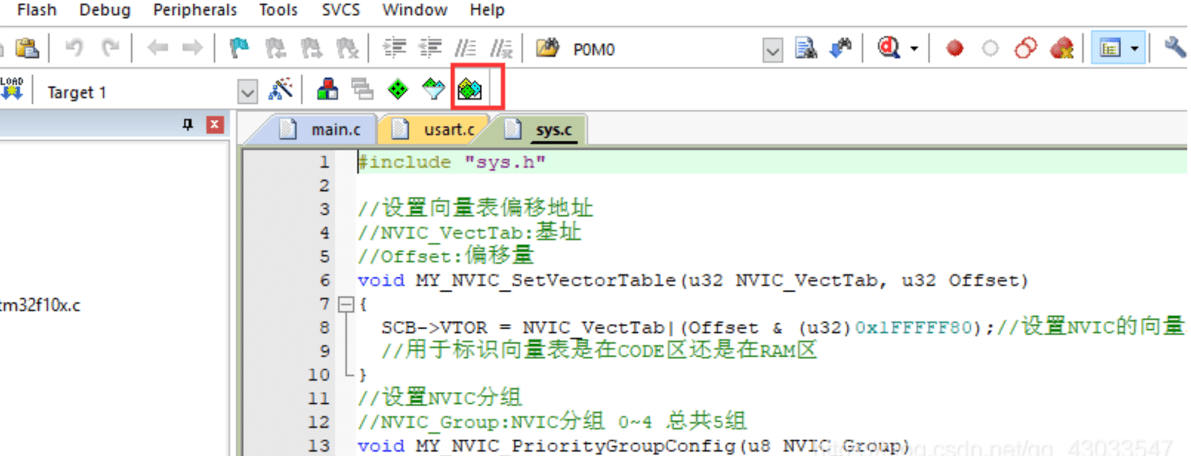 Flash Debug Peripherals Tools SVCS Window Help
P0M0
LOAD Target 1
main.c usart.c sys.c
1 #include "sys.h"
2
3 //设置向量表偏移地址
4 //NVIC_VectTab:基址
5 //Offset:偏移量
6 void MY_NVIC_SetVectorTable(u32 NVIC_VectTab, u32 Offset)
tm32f10x.c
7 {
8 SCB->VTOR = NVIC_VectTab|(Offset & (u32)0x1FFFFF80);//设置NVIC的向量
9 //用于标识向量表是在CODE区还是在RAM区
10 }
11 //设置NVIC分组
12 //NVIC_Group:NVIC分组 0~4 总共5组
13 void MY_NVIC_PriorityGroupConfig(u8 NVIC_Group)
csdn.net/qq_43033547